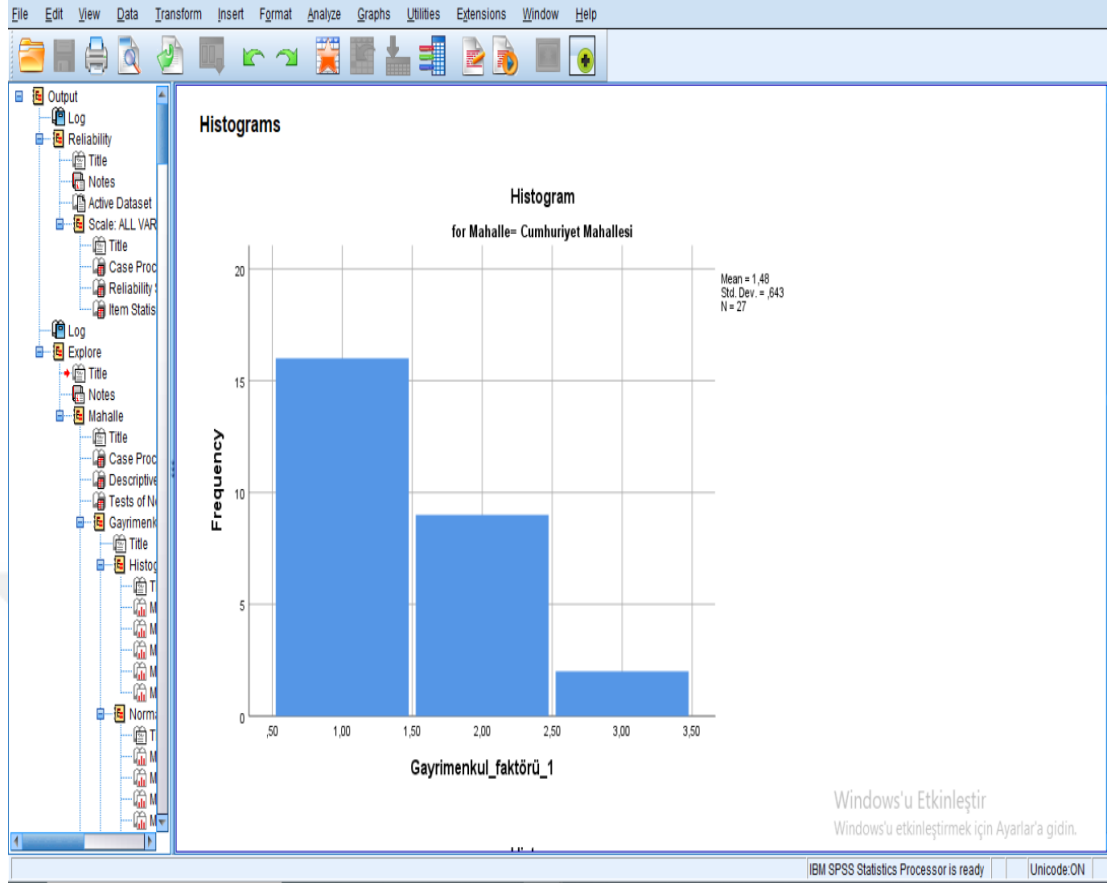 File Edit View Data Transform Insert Format Analyze Graphs Utilities Extensions Window Help
Output
Log
Reliability
Title
Notes
Active Dataset
Scale: ALL VAR
Title
Case Proc
Reliability
Item Statis
Log
Explore
Title
Notes
Mahalle
Title
Case Proc
Descriptive
Tests of N
Gayrimenk
Title
Histog
T
M
M
M
M
M
Norma
T
M
M
M
M
Histograms
Histogram
for Mahalle= Cumhuriyet Mahallesi
Mean = 1,48
Std. Dev. = ,643
N = 27
Frequency
20
15
10
5
0
,50 1,00 1,50 2,00 2,50 3,00 3,50
Gayrimenkul_faktörü_1
Windows'u Etkinleştir
Windows'u etkinleştirmek için Ayarlar'a gidin.
IBM SPSS Statistics Processor is ready Unicode:ON